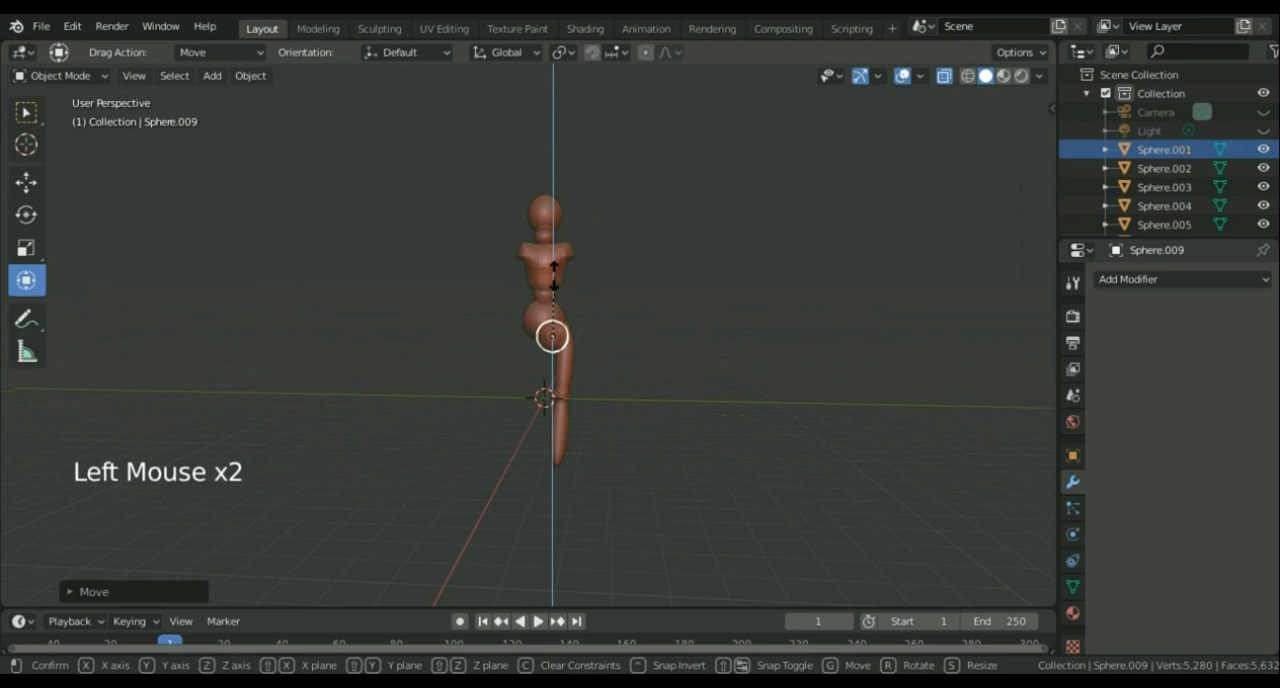 File Edit Render Window Help Layout Modeling Sculpting UV Editing Texture Paint Shading Animation Rendering Compositing Scripting + Scene View Layer
Drag Action: Move Orientation: Default Global Options
Object Mode View Select Add Object
User Perspective
(1) Collection | Sphere.009
Scene Collection
Collection
Camera
Light
Sphere.001
Sphere.002
Sphere.003
Sphere.004
Sphere.005
Sphere.009
Add Modifier
Left Mouse x2
Move
Playback Keying View Marker 1 Start 1 End 250
1
Confirm X X axis Y Y axis Z Z axis X X plane Y Y plane Z Z plane C Clear Constraints Snap Invert Snap Toggle G Move R Rotate S Resize Collection | Sphere.009 | Verts:5,280 | Faces:5,632